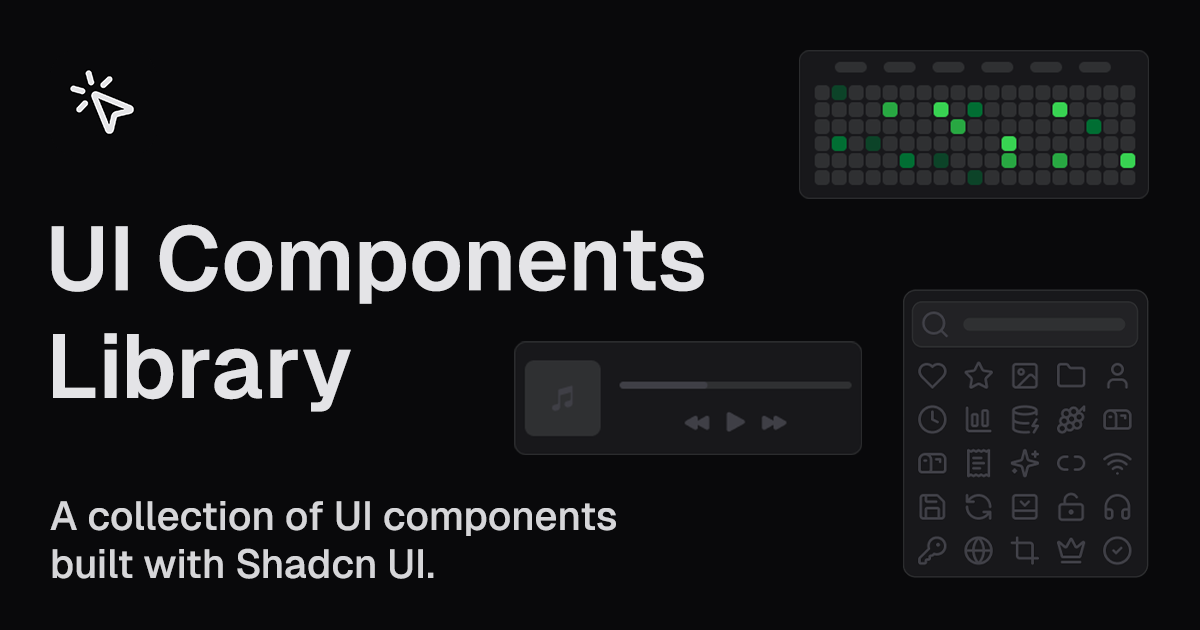 UI Components
Library
A collection of UI components
built with Shadcn UI.